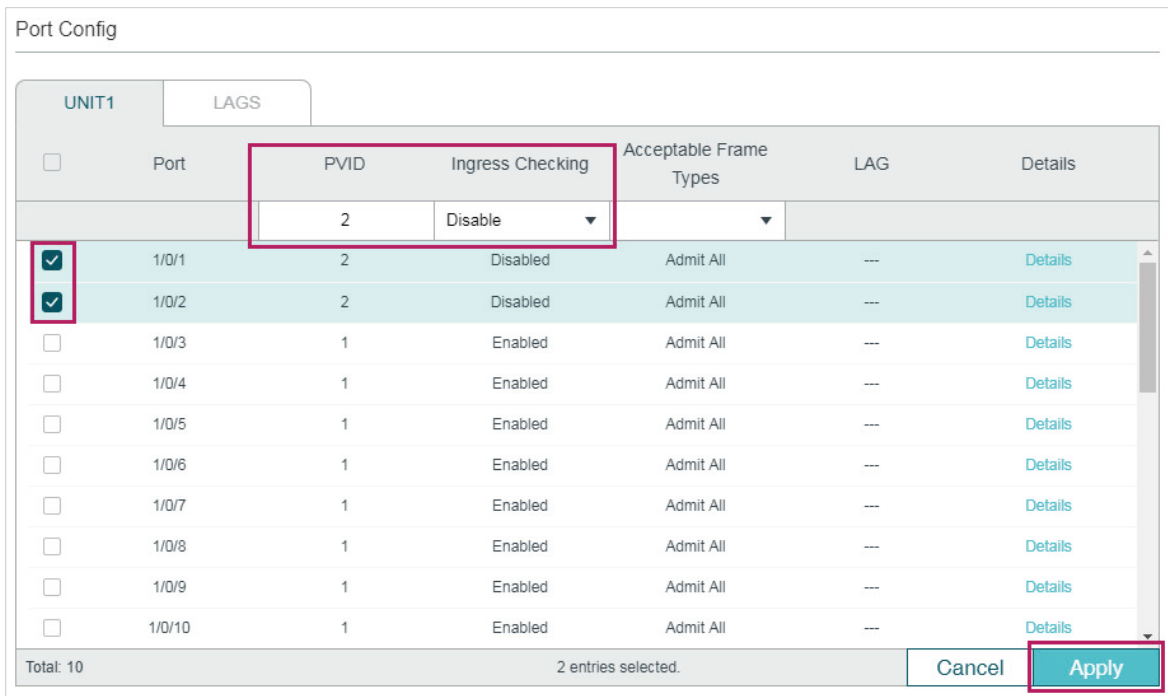 Port Config
UNIT1 LAGS
Port PVID Ingress Checking Acceptable Frame Types LAG Details
2 Disable
1/0/1 2 Disabled Admit All --- Details
1/0/2 2 Disabled Admit All --- Details
1/0/3 1 Enabled Admit All --- Details
1/0/4 1 Enabled Admit All --- Details
1/0/5 1 Enabled Admit All --- Details
1/0/6 1 Enabled Admit All --- Details
1/0/7 1 Enabled Admit All --- Details
1/0/8 1 Enabled Admit All --- Details
1/0/9 1 Enabled Admit All --- Details
1/0/10 1 Enabled Admit All --- Details
Total: 10 2 entries selected. Cancel Apply